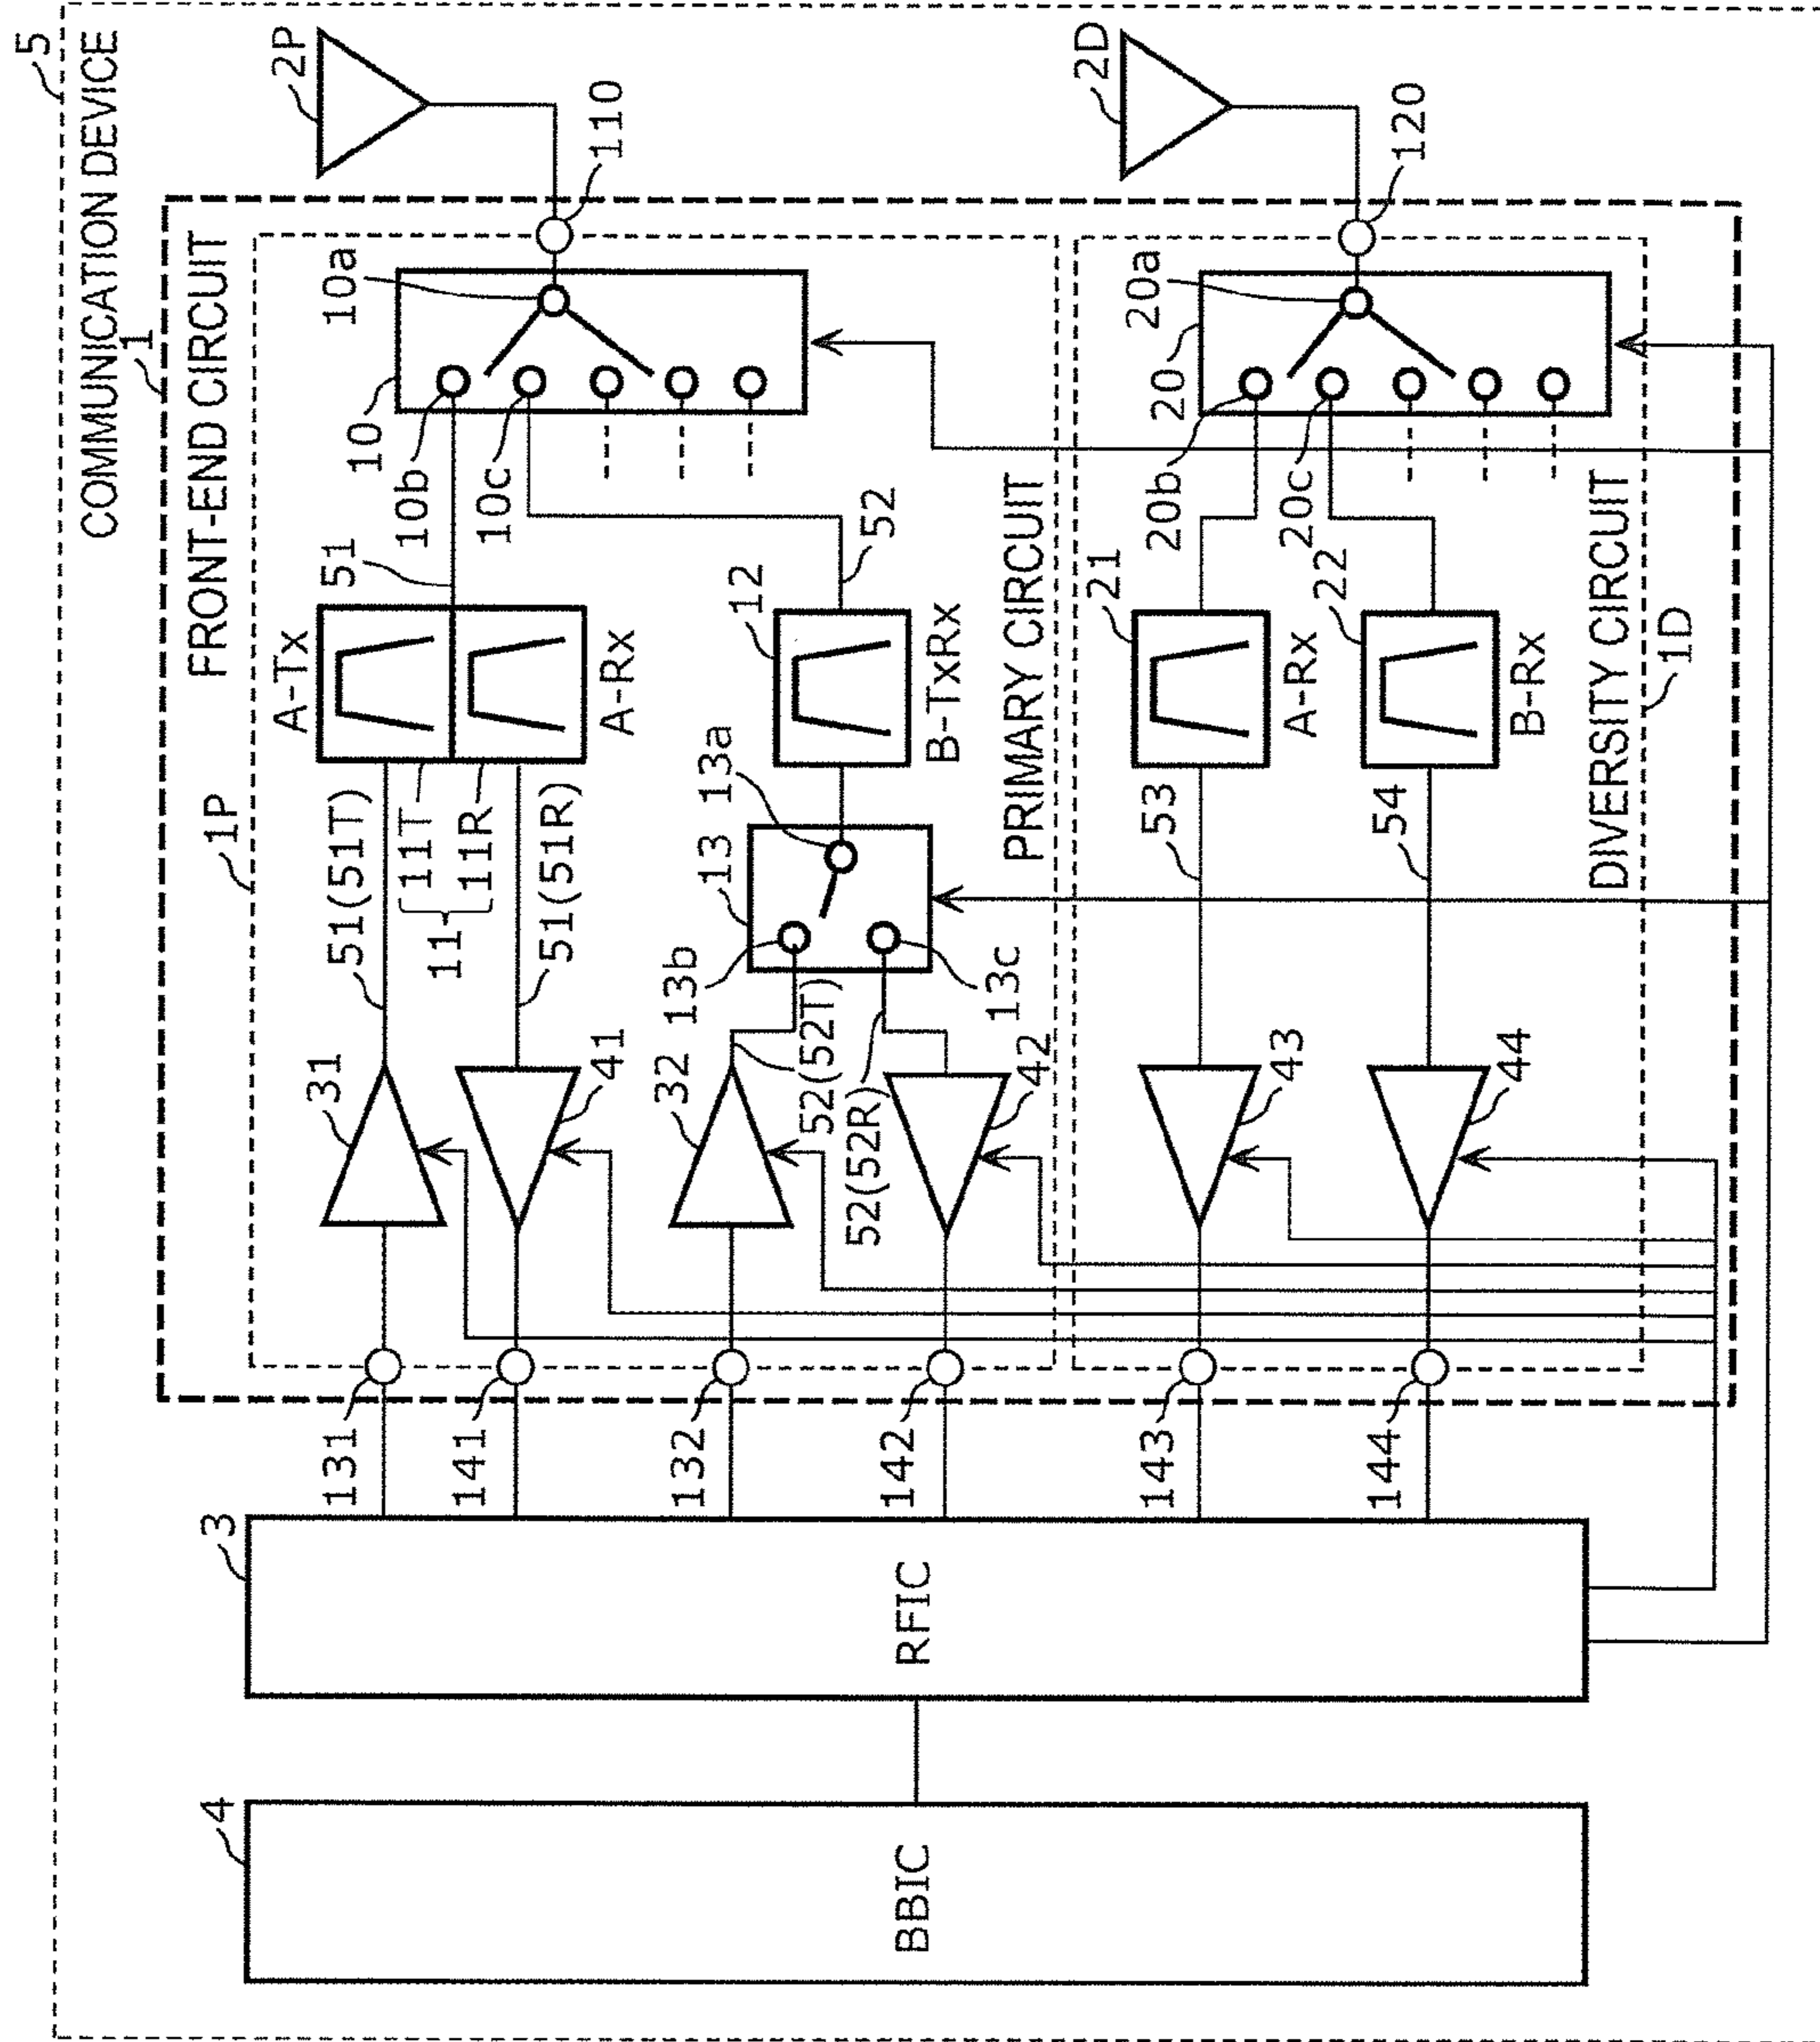 5
COMMUNICATION DEVICE
1
FRONT-END CIRCUIT
1P
2P
110
10
10a
10b
10c
51
A-Tx
A-Rx
51(51T)
11T
11
11R
51(51R)
31
41
131
141
52
12
B-TxRx
13
13a
13b
13c
52(52T)
52(52R)
32
42
132
142
PRIMARY CIRCUIT
2D
120
20
20a
20b
20c
21
A-Rx
22
B-Rx
53
54
43
44
143
144
DIVERSITY CIRCUIT
1D
3
RFIC
4
BBIC